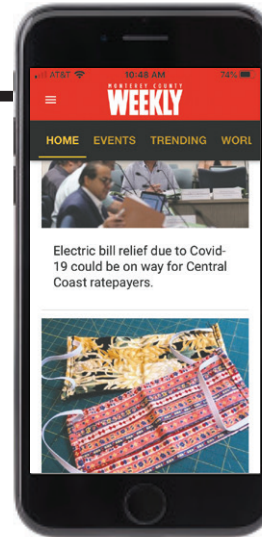 AT&T 10:48 AM 74%
MONTEREY COUNTY
WEEKLY
HOME EVENTS TRENDING WORL
Electric bill relief due to Covid-
19 could be on way for Central
Coast ratepayers.